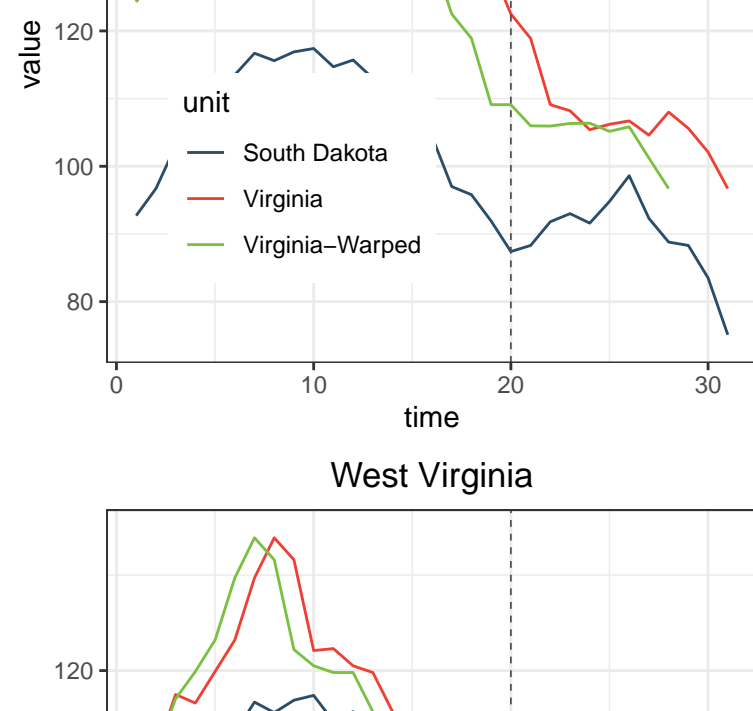 value
120
100
80
unit
South Dakota
Virginia
Virginia−Warped
0 10 20 30
time
West Virginia
120